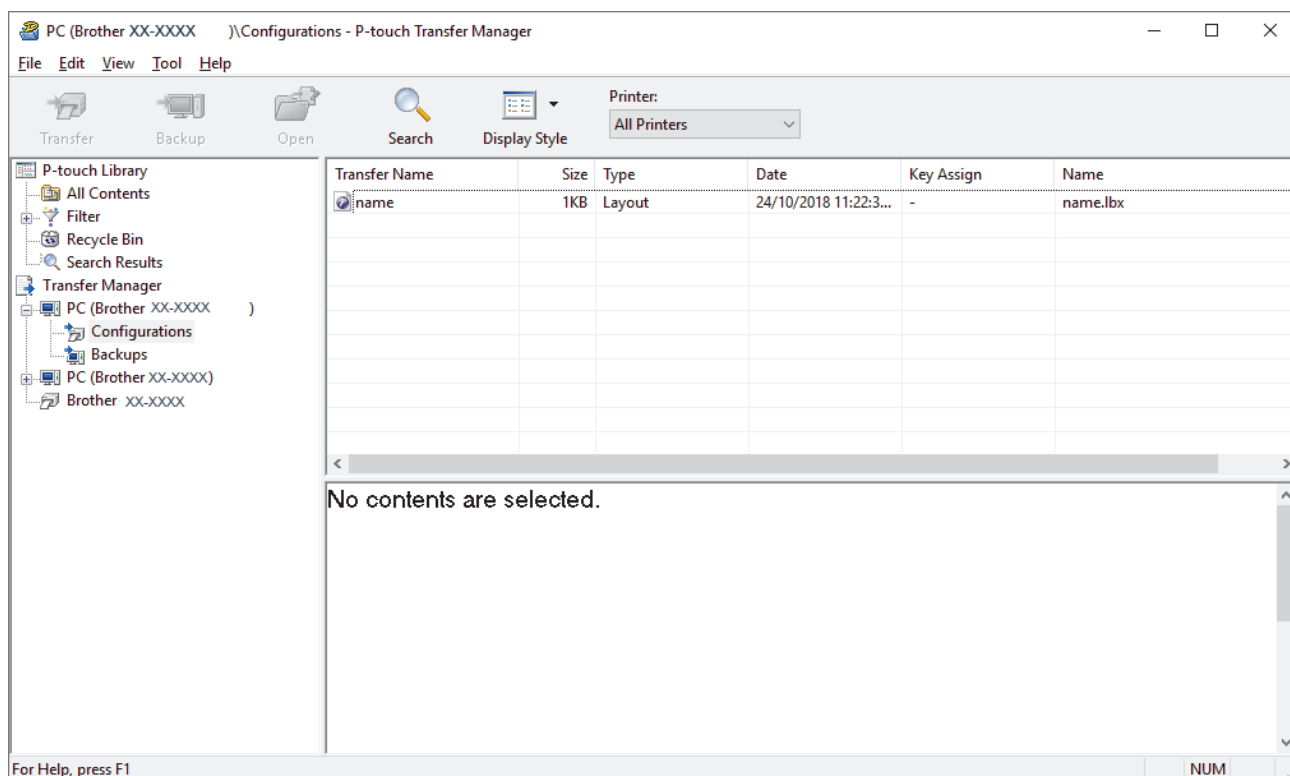 PC (Brother XX-XXXX )\Configurations - P-touch Transfer Manager
File Edit View Tool Help
Transfer Backup Open Search Display Style
Printer:
All Printers
P-touch Library
All Contents
Filter
Recycle Bin
Search Results
Transfer Manager
PC (Brother XX-XXXX )
Configurations
Backups
PC (Brother XX-XXXX)
Brother XX-XXXX
Transfer Name Size Type Date Key Assign Name
name 1KB Layout 24/10/2018 11:22:3... - name.lbx
No contents are selected.
For Help, press F1 NUM